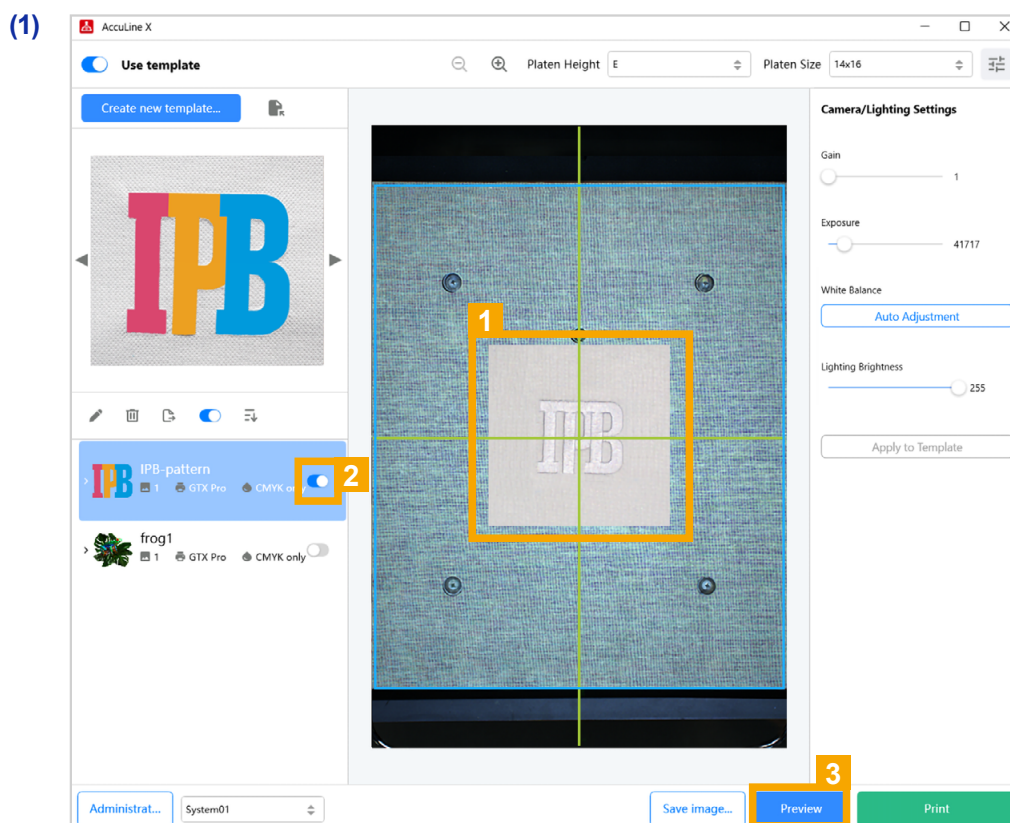 (1)
AccuLine X
Use template
Platen Height E
Platen Size 14x16
Create new template...
Camera/Lighting Settings
Gain
1
Exposure
41717
White Balance
Auto Adjustment
Lighting Brightness
255
Apply to Template
IPB
1
IPB
IPB
IPB-pattern
1 GTX Pro CMYK only
2
frog1
1 GTX Pro CMYK only
3
Administrat...
System01
Save image...
Preview
Print